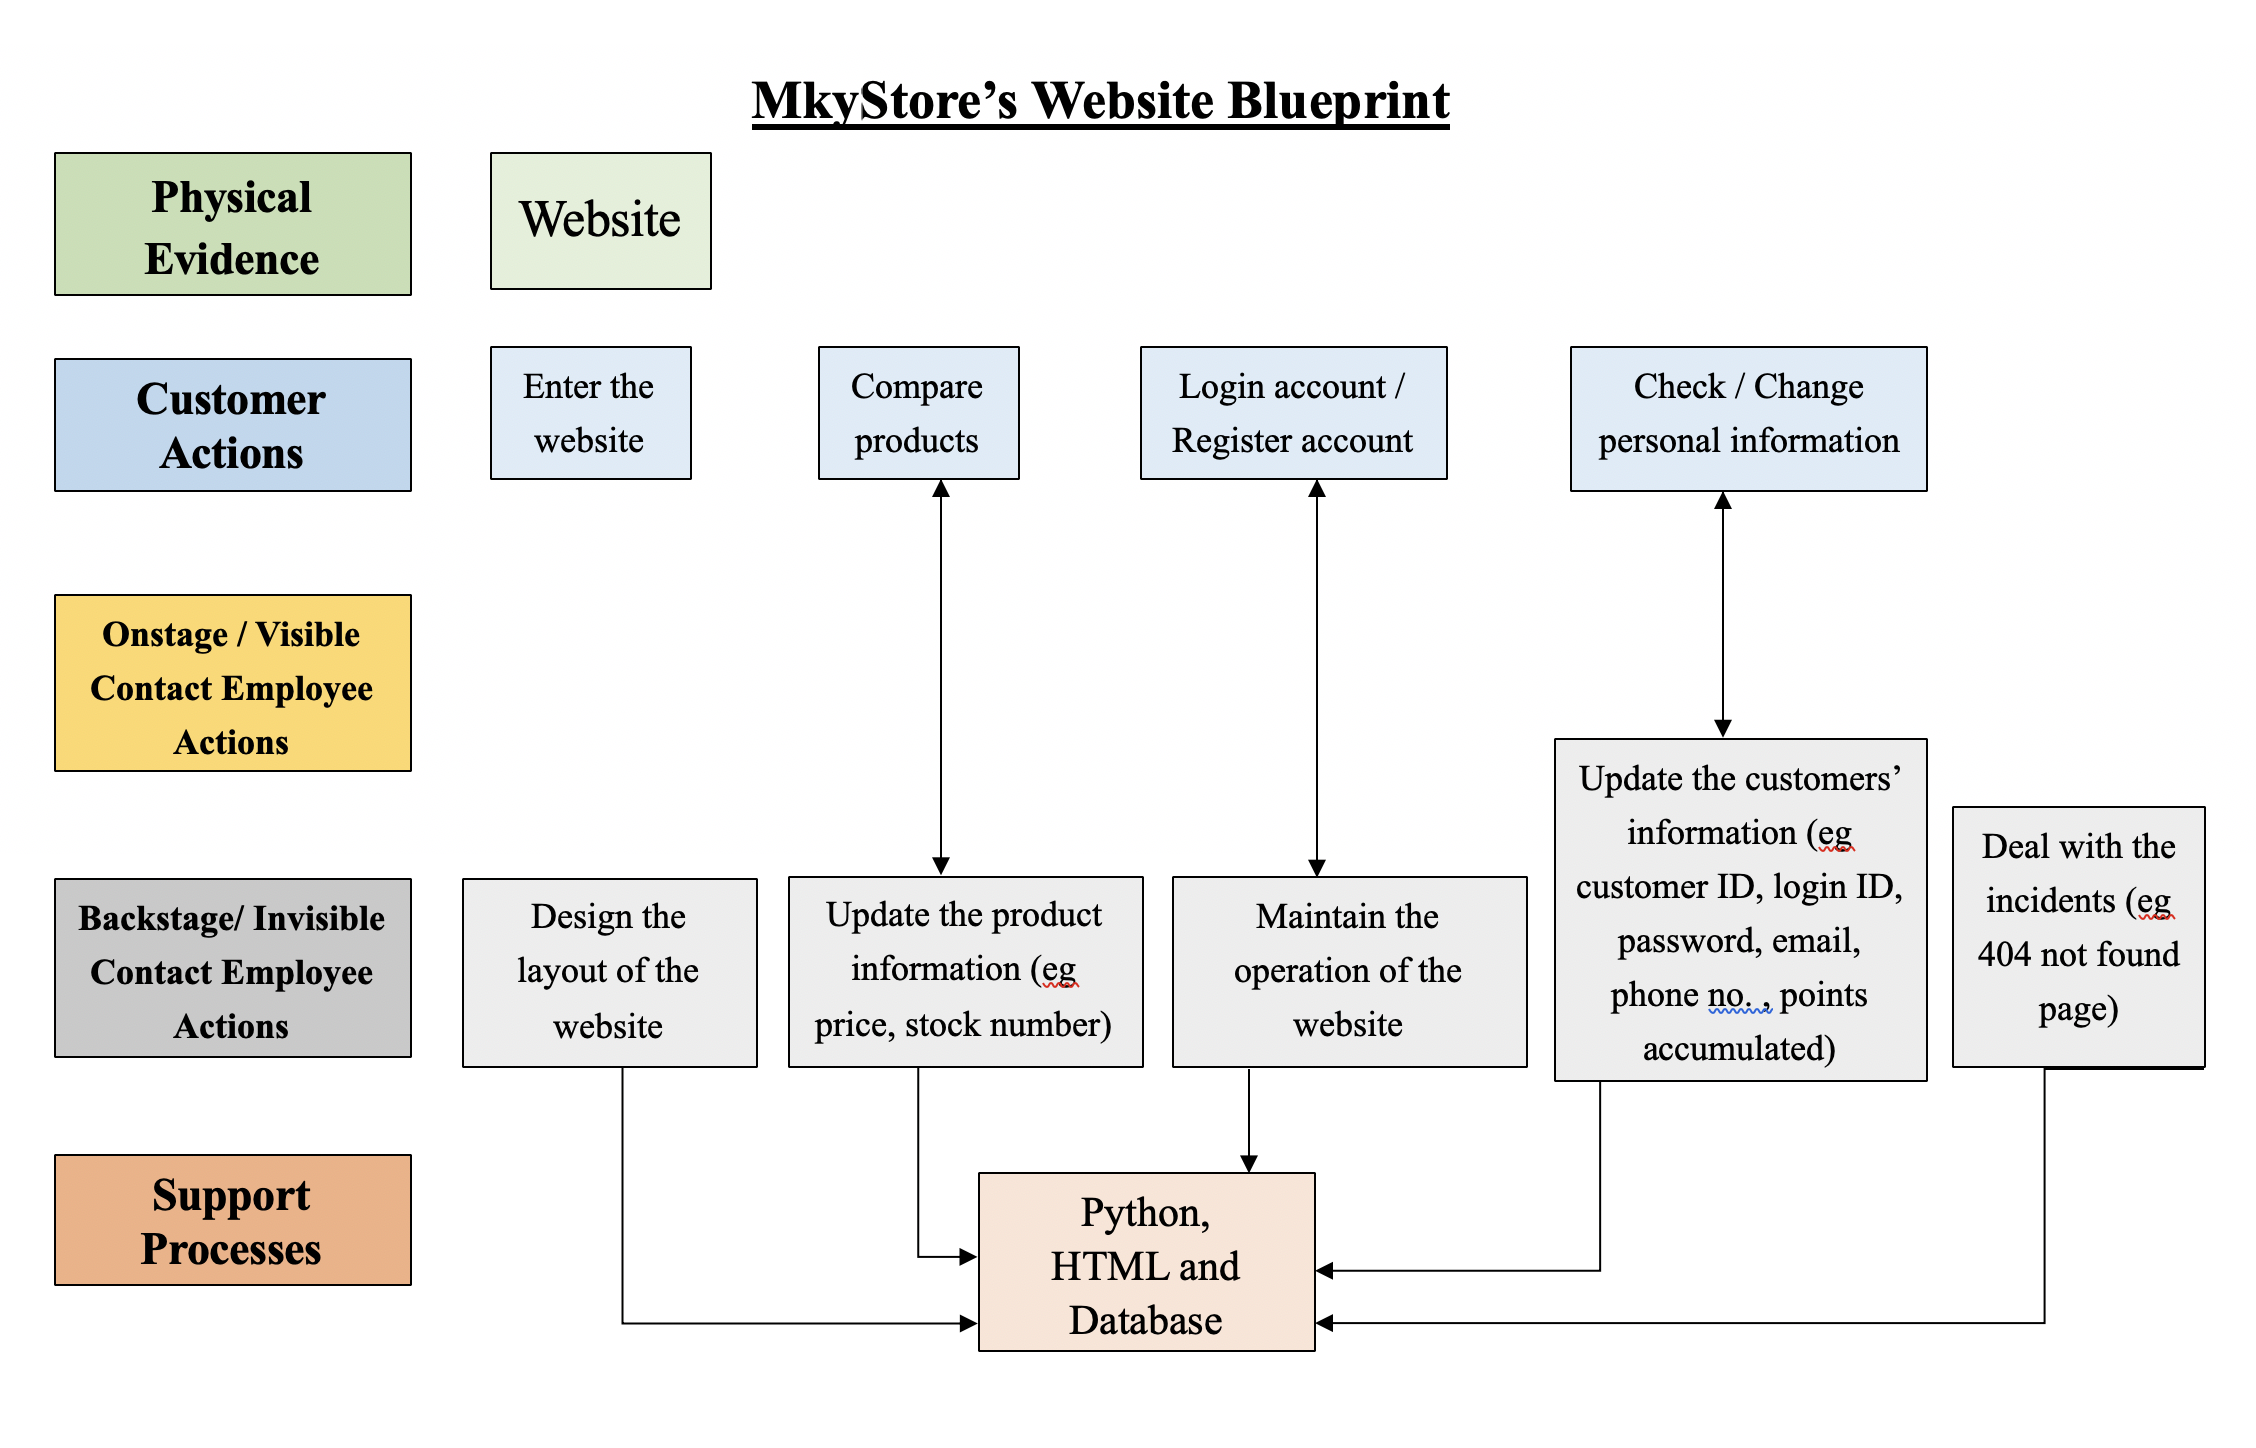 MkyStore’s Website Blueprint
Physical
Evidence
Website
Customer
Actions
Enter the
website
Compare
products
Login account /
Register account
Check / Change
personal information
Onstage / Visible
Contact Employee
Actions
Backstage/ Invisible
Contact Employee
Actions
Design the
layout of the
website
Update the product
information (eg
price, stock number)
Maintain the
operation of the
website
Update the customers’
information (eg
customer ID, login ID,
password, email,
phone no. , points
accumulated)
Deal with the
incidents (eg
404 not found
page)
Support
Processes
Python,
HTML and
Database